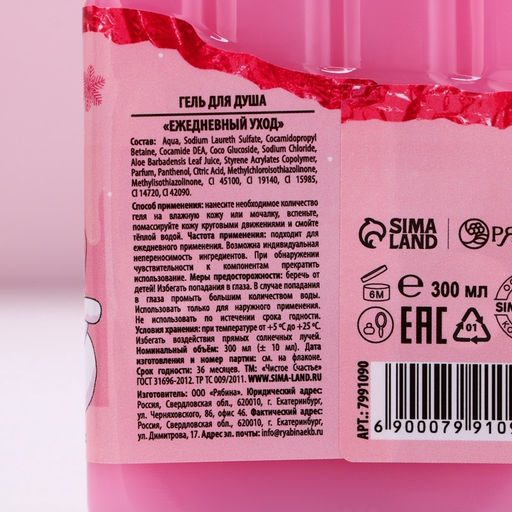 ГЕЛЬ ДЛЯ ДУША
«ЕЖЕДНЕВНЫЙ УХОД»
Состав: Aqua, Sodium Laureth Sulfate, Cocamidopropyl
Betaine, Cocamide DEA, Coco Glucoside, Sodium Chloride,
Aloe Barbadensis Leaf Juice, Styrene Acrylates Copolymer,
Parfum, Panthenol, Citric Acid, Methylchloroisothiazolinone,
Methylisothiazolinone, CI 45100, CI 19140, CI 15985,
CI 14720, CI 42090.
Способ применения: нанесите необходимое количество
геля на влажную кожу или мочалку, вспеньте,
помассируйте кожу круговыми движениями и смойте
тёплой водой. Частота применения: подходит для
ежедневного применения. Возможна индивидуальная
непереносимость ингредиентов. При обнаружении
чувствительности к компонентам прекратить
использование. Меры предосторожности: беречь от
детей! Избегать попадания в глаза. В случае попадания
в глаза промыть большим количеством воды.
Использовать только для наружного применения.
Не использовать по истечении срока годности.
Условия хранения: при температуре от +5 °С до +25 °С.
Избегать воздействия прямых солнечных лучей.
Номинальный объём: 300 мл (± 10 мл). Дата
изготовления и номер партии: см. на флаконе.
Срок годности: 36 месяцев. ТМ: «Чистое Счастье»
ГОСТ 31696-2012. ТР ТС 009/2011. WWW.SIMA-LAND.RU
Изготовитель: ООО «Рябина». Юридический адрес:
Россия, Свердловская обл., 620010, г. Екатеринбург,
ул. Черняховского, 86, офис 46. Фактический адрес:
Россия, Свердловская обл., 620010, г. Екатеринбург,
ул. Димитрова, 17. Адрес эл. почты: info@ryabinaekb.ru
SIMA
LAND
РЯ
6M
℮ 300 мл
SIM
EAC
01
АРТ.: 7991090
6 900079 9109